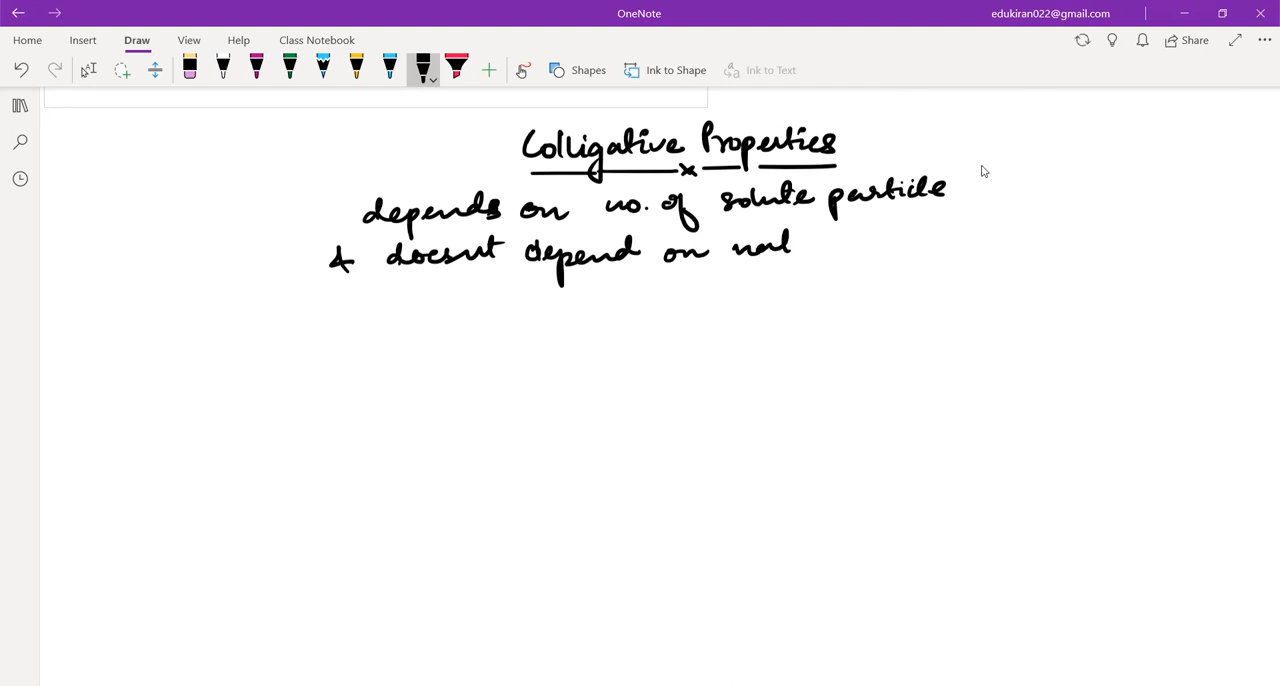 OneNote
edukiran022@gmail.com
Home Insert Draw View Help Class Notebook
Share
Shapes Ink to Shape Ink to Text
Colligative Properties
depends on no. of solute particle
& doesnt depend on nat